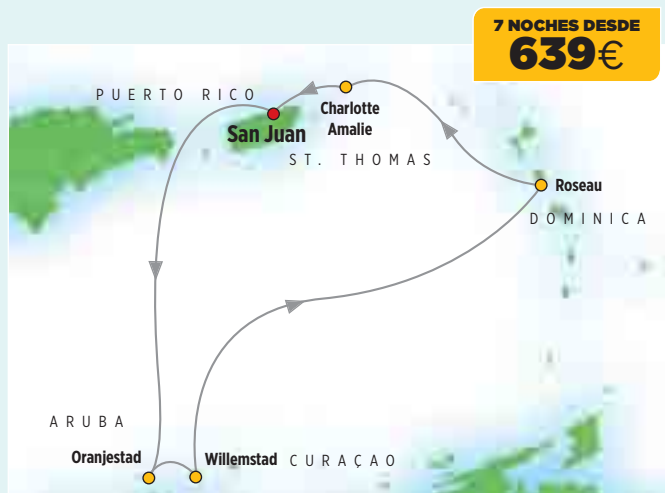 7 NOCHES DESDE
639€
PUERTO RICO
Charlotte
Amalie
San Juan
ST. THOMAS
Roseau
DOMINICA
ARUBA
Oranjestad
Willemstad
CURAÇAO